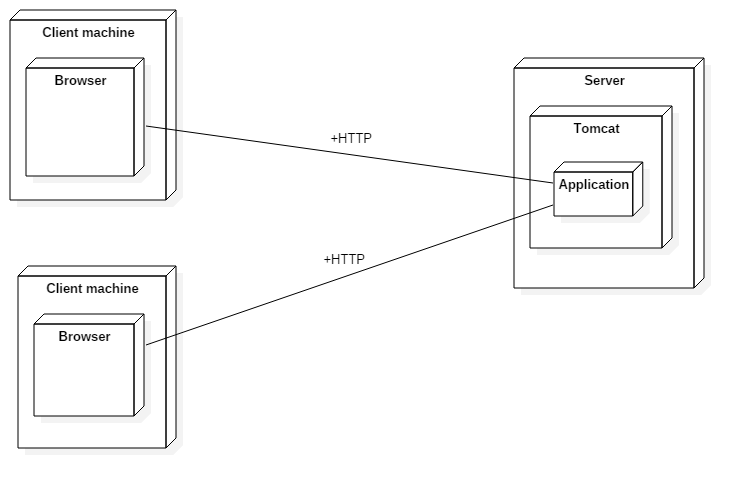 Client machine
Browser
+HTTP
Server
Tomcat
Application
+HTTP
Client machine
Browser